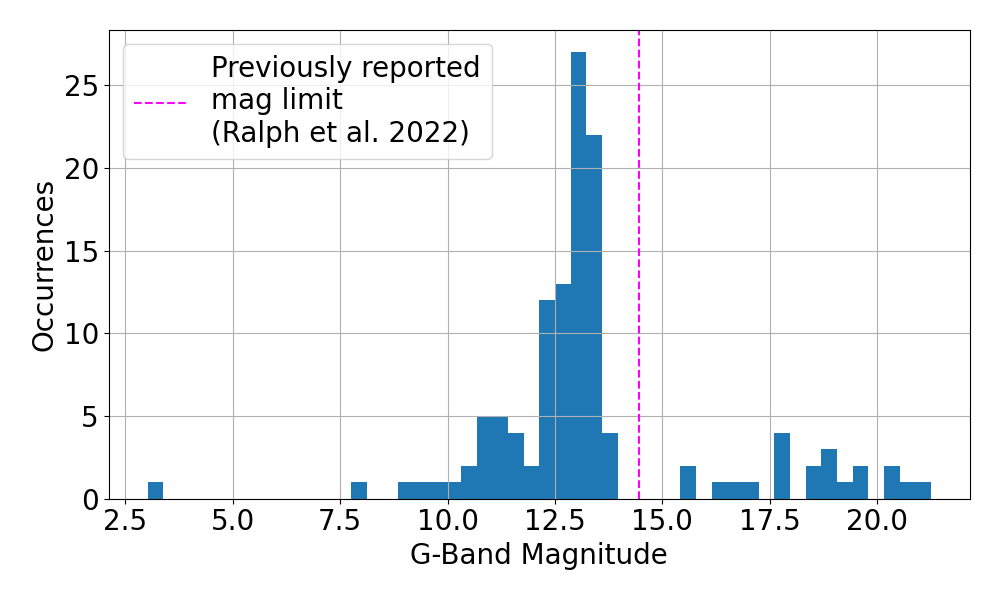 Previously reported
mag limit
(Ralph et al. 2022)
Occurrences
25
20
15
10
5
0
2.5 5.0 7.5 10.0 12.5 15.0 17.5 20.0
G-Band Magnitude